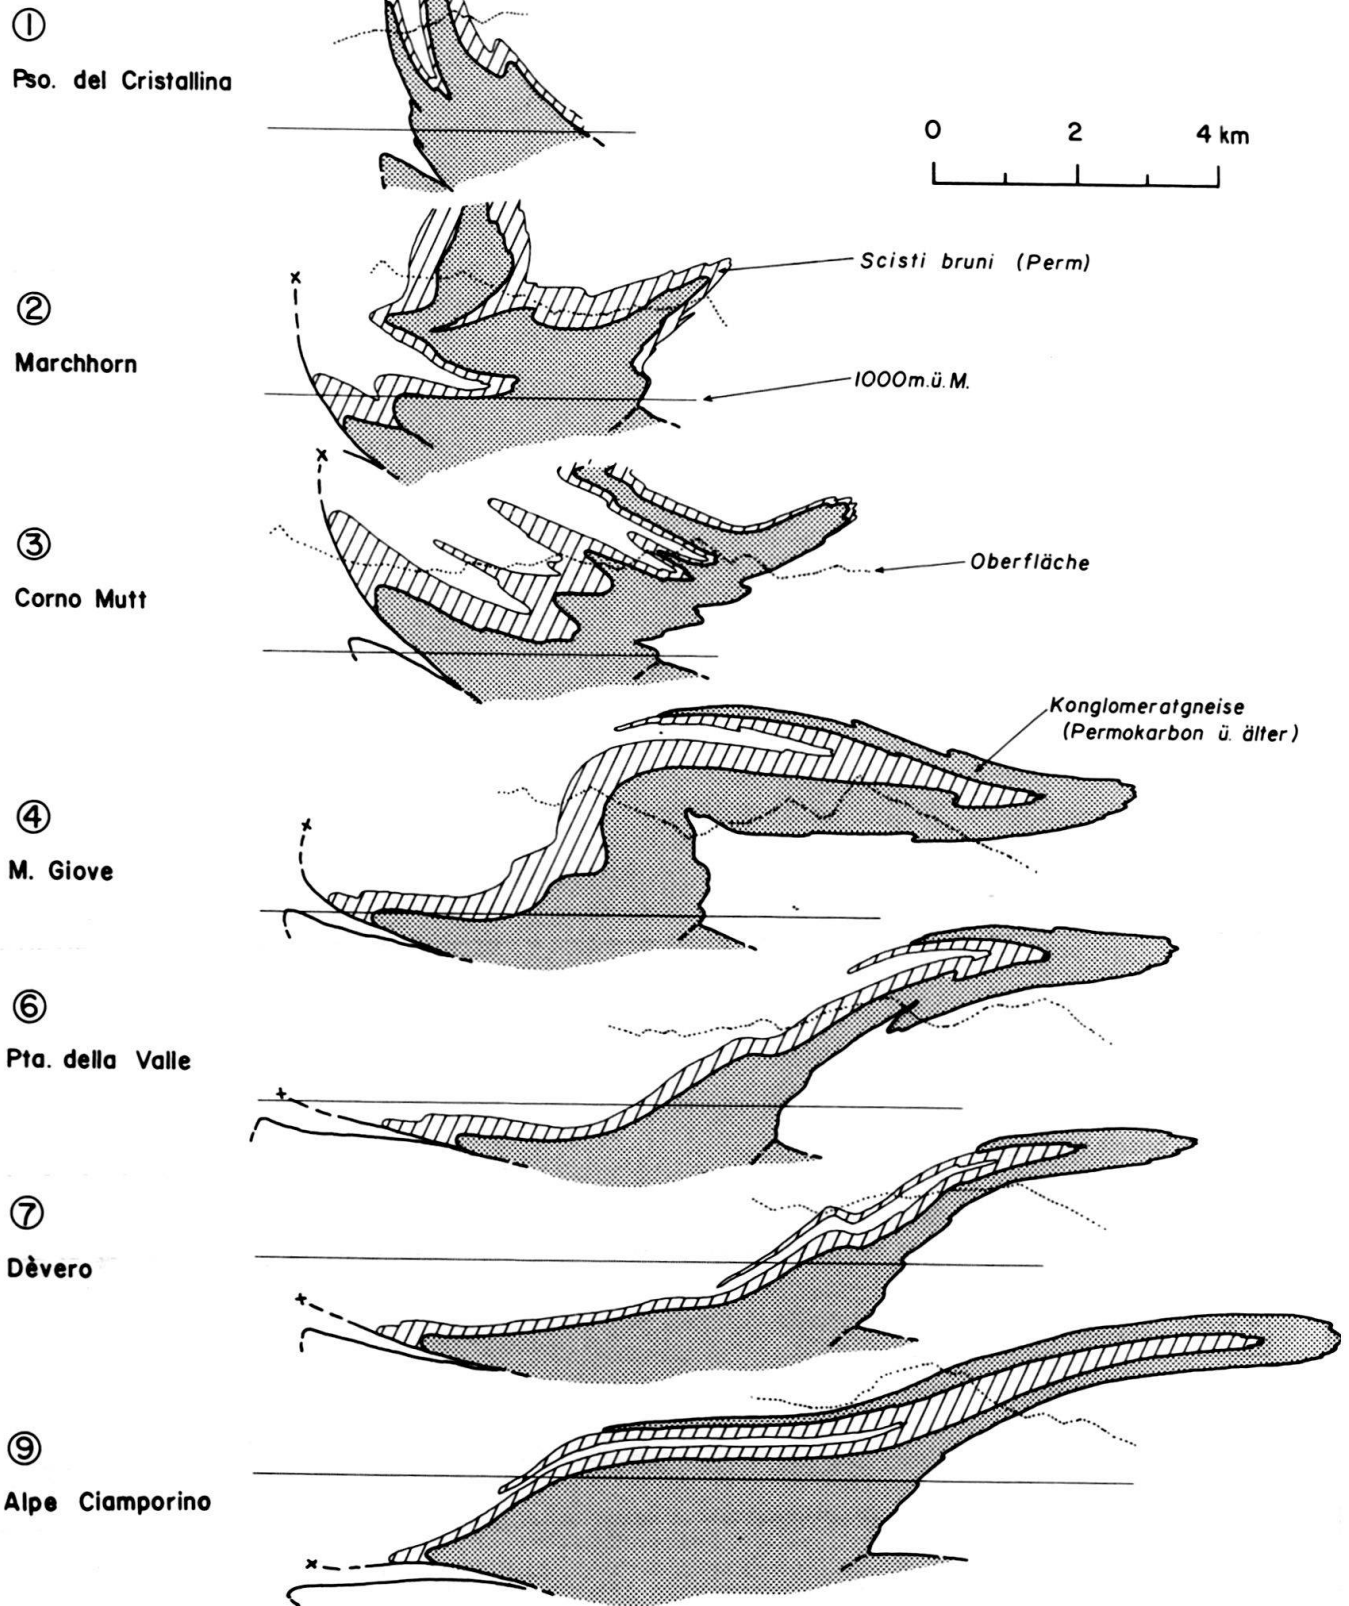 ①
Pso. del Cristallina
0 2 4 km
②
Marchhorn
Scisti bruni (Perm)
1000m.ü.M.
③
Corno Mutt
Oberfläche
④
M. Giove
Konglomeratgneise
(Permokarbon ü. älter)
⑥
Pta. della Valle
⑦
Dèvero
⑨
Alpe Ciamporino